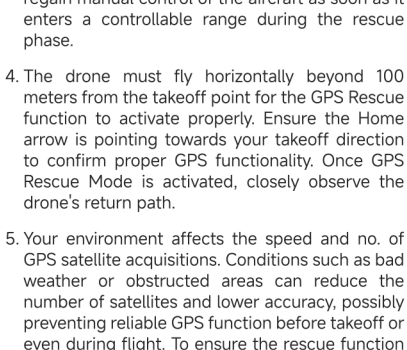 regain manual control of the aircraft as soon as it
enters a controllable range during the rescue
phase.
4. The drone must fly horizontally beyond 100
meters from the takeoff point for the GPS Rescue
function to activate properly. Ensure the Home
arrow is pointing towards your takeoff direction
to confirm proper GPS functionality. Once GPS
Rescue Mode is activated, closely observe the
drone's return path.
5. Your environment affects the speed and no. of
GPS satellite acquisitions. Conditions such as bad
weather or obstructed areas can reduce the
number of satellites and lower accuracy, possibly
preventing reliable GPS function before takeoff or
even during flight. To ensure the rescue function